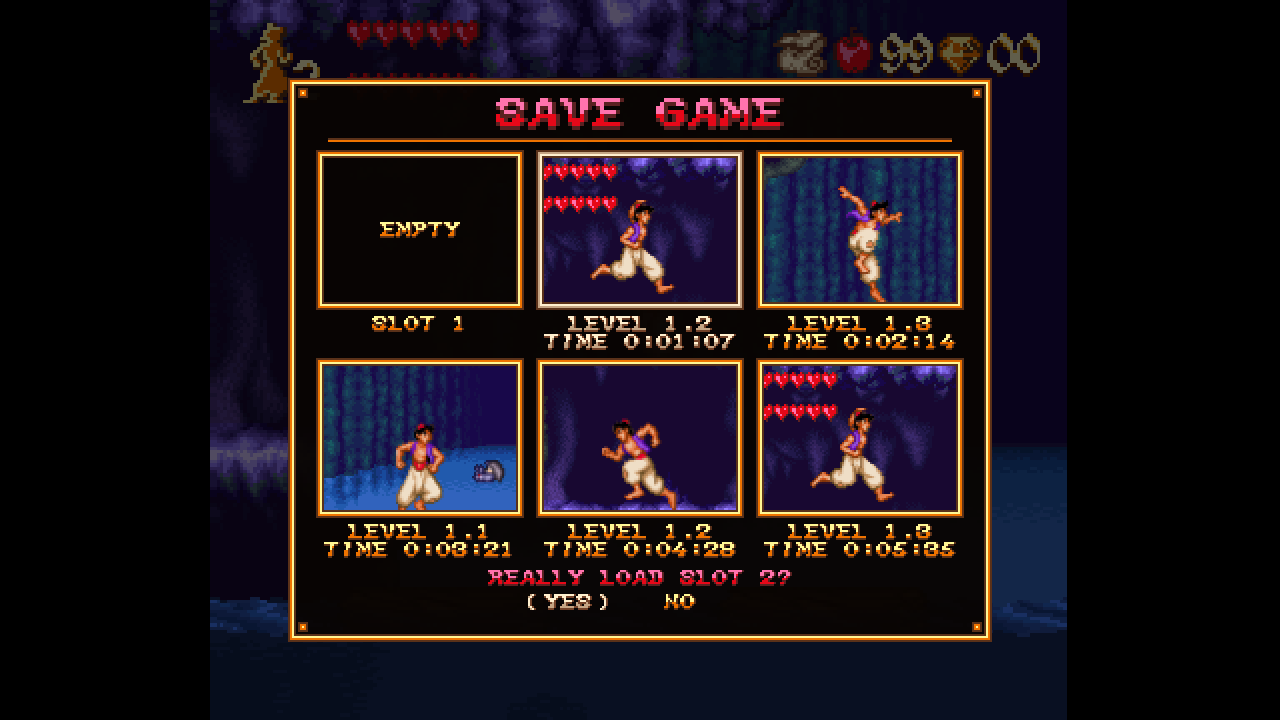 99 00
SAVE GAME
EMPTY
SLOT 1
LEVEL 1.2
TIME 0:01:07
LEVEL 1.3
TIME 0:02:14
LEVEL 1.1
TIME 0:03:21
LEVEL 1.2
TIME 0:04:28
LEVEL 1.3
TIME 0:05:35
REALLY LOAD SLOT 2?
(YES) NO